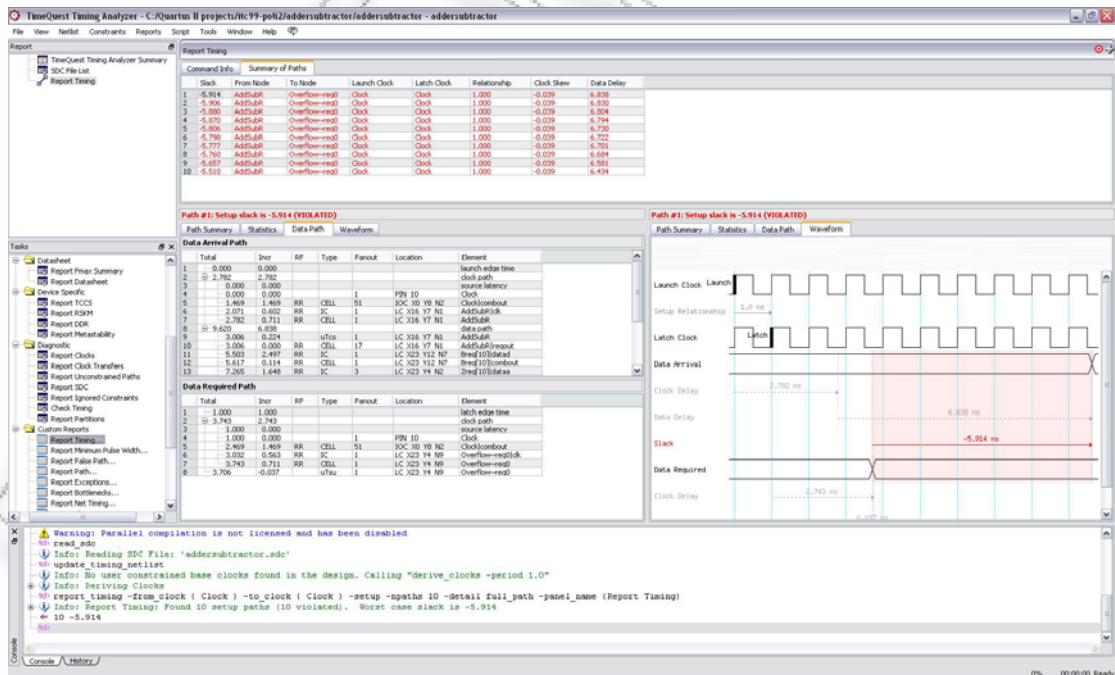 TimeQuest Timing Analyzer - C:/Quartus II projects/itc99-poli2/addersubtractor/addersubtractor - addersubtractor
File View Netlist Constraints Reports Script Tools Window Help
Report
TimeQuest Timing Analyzer Summary
SDC File List
Report Timing
Report Timing
Command Info Summary of Paths
Slack From Node To Node Launch Clock Latch Clock Relationship Clock Skew Data Delay
1 -5.914 AddSubR Overflow~reg0 Clock Clock 1.000 -0.039 6.838
2 -5.906 AddSubR Overflow~reg0 Clock Clock 1.000 -0.039 6.830
3 -5.880 AddSubR Overflow~reg0 Clock Clock 1.000 -0.039 6.804
4 -5.870 AddSubR Overflow~reg0 Clock Clock 1.000 -0.039 6.794
5 -5.806 AddSubR Overflow~reg0 Clock Clock 1.000 -0.039 6.730
6 -5.798 AddSubR Overflow~reg0 Clock Clock 1.000 -0.039 6.722
7 -5.777 AddSubR Overflow~reg0 Clock Clock 1.000 -0.039 6.701
8 -5.760 AddSubR Overflow~reg0 Clock Clock 1.000 -0.039 6.684
9 -5.657 AddSubR Overflow~reg0 Clock Clock 1.000 -0.039 6.581
10 -5.510 AddSubR Overflow~reg0 Clock Clock 1.000 -0.039 6.434
Tasks
Datasheet
Report Fmax Summary
Report Datasheet
Device Specific
Report TCCS
Report RSKM
Report DDR
Report Metastability
Diagnostic
Report Clocks
Report Clock Transfers
Report Unconstrained Paths
Report SDC
Report Ignored Constraints
Check Timing
Report Partitions
Custom Reports
Report Timing...
Report Minimum Pulse Width...
Report False Path...
Report Path...
Report Exceptions...
Report Bottlenecks...
Report Net Timing...
Path #1: Setup slack is -5.914 (VIOLATED)
Path Summary Statistics Data Path Waveform
Data Arrival Path
Total Incr RF Type Fanout Location Element
1 0.000 0.000 launch edge time
2 2.782 2.782 clock path
3 0.000 0.000 source latency
4 0.000 0.000 1 PIN 10 Clock
5 1.469 1.469 RR CELL 51 IOC X0 Y8 N2 Clock|combout
6 2.071 0.602 RR IC 1 LC X16 Y7 N1 AddSubR|clk
7 2.782 0.711 RR CELL 1 LC X16 Y7 N1 AddSubR
8 9.620 6.838 data path
9 3.006 0.224 uTco 1 LC X16 Y7 N1 AddSubR
10 3.006 0.000 RR CELL 17 LC X16 Y7 N1 AddSubR|regout
11 5.503 2.497 RR IC 1 LC X23 Y12 N7 Breg[10]|datad
12 5.617 0.114 RR CELL 1 LC X23 Y12 N7 Breg[10]|combout
13 7.265 1.648 RR IC 3 LC X23 Y4 N2 Zreg[10]|dataa
Data Required Path
Total Incr RF Type Fanout Location Element
1 1.000 1.000 latch edge time
2 3.743 2.743 clock path
3 1.000 0.000 source latency
4 1.000 0.000 1 PIN 10 Clock
5 2.469 1.469 RR CELL 51 IOC X0 Y8 N2 Clock|combout
6 3.032 0.563 RR IC 1 LC X23 Y4 N9 Overflow~reg0|clk
7 3.743 0.711 RR CELL 1 LC X23 Y4 N9 Overflow~reg0
8 3.706 -0.037 uTsu 1 LC X23 Y4 N9 Overflow~reg0
Path #1: Setup slack is -5.914 (VIOLATED)
Path Summary Statistics Data Path Waveform
Launch Clock Launch
Setup Relationship 1.0 ns
Latch Clock Latch
Data Arrival
Clock Delay 2.782 ns
Data Delay 6.838 ns
Slack -5.914 ns
Data Required
Clock Delay 2.743 ns
Warning: Parallel compilation is not licensed and has been disabled
tcl> read_sdc
Info: Reading SDC File: 'addersubtractor.sdc'
tcl> update_timing_netlist
Info: No user constrained base clocks found in the design. Calling "derive_clocks -period 1.0"
Info: Deriving Clocks
tcl> report_timing -from_clock { Clock } -to_clock { Clock } -setup -npaths 10 -detail full_path -panel_name {Report Timing}
Info: Report Timing: Found 10 setup paths (10 violated). Worst case slack is -5.914
10 -5.914
tcl>
Console
Console History
0% 00:00:00 Ready